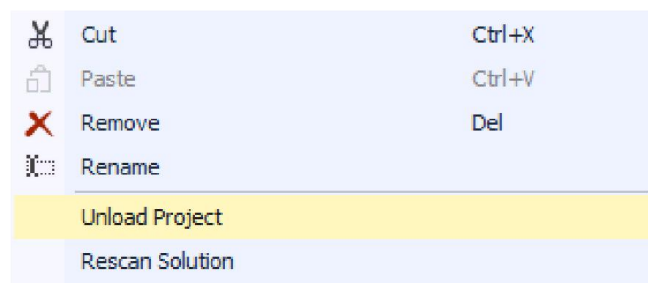 Cut Ctrl+X
Paste Ctrl+V
Remove Del
Rename
Unload Project
Rescan Solution